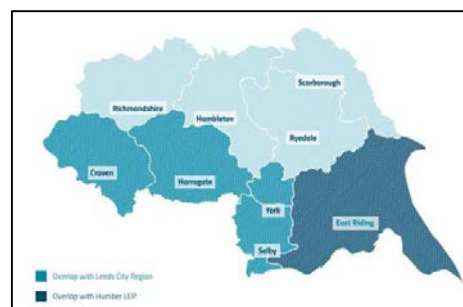 Scarborough
Richmondshire
Hambleton
Ryedale
Craven
Harrogate
York
East Riding
Selby
Overlap with Leeds City Region
Overlap with Humber LEP